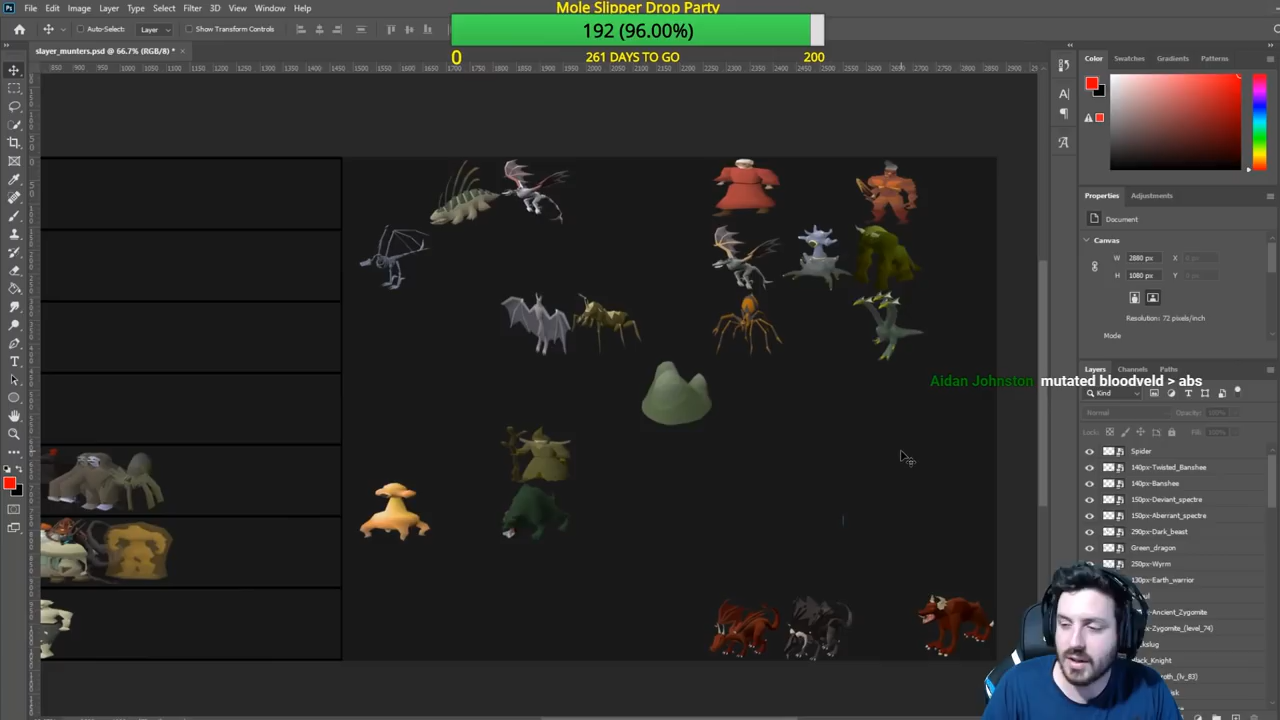 Mole Slipper Drop Party
File Edit Image Layer Type Select Filter 3D View Window Help
192 (96.00%)
Auto-Select: Layer Show Transform Controls
0 261 DAYS TO GO 200
slayer_munters.psd @ 66.7% (RGB/8) *
Color Swatches Gradients Patterns
Properties Adjustments
Document
Canvas
W 2880 px X
H 1080 px Y
Resolution: 72 pixels/inch
Mode
Layers Channels Paths
Aidan Johnston mutated bloodveld > abs
Kind
Normal Opacity: 100%
Lock:
Spider
140px-Twisted_Banshee
140px-Banshee
150px-Deviant_spectre
150px-Aberrant_spectre
290px-Dark_beast
Green_dragon
250px-Wyrm
130px-Earth_warrior